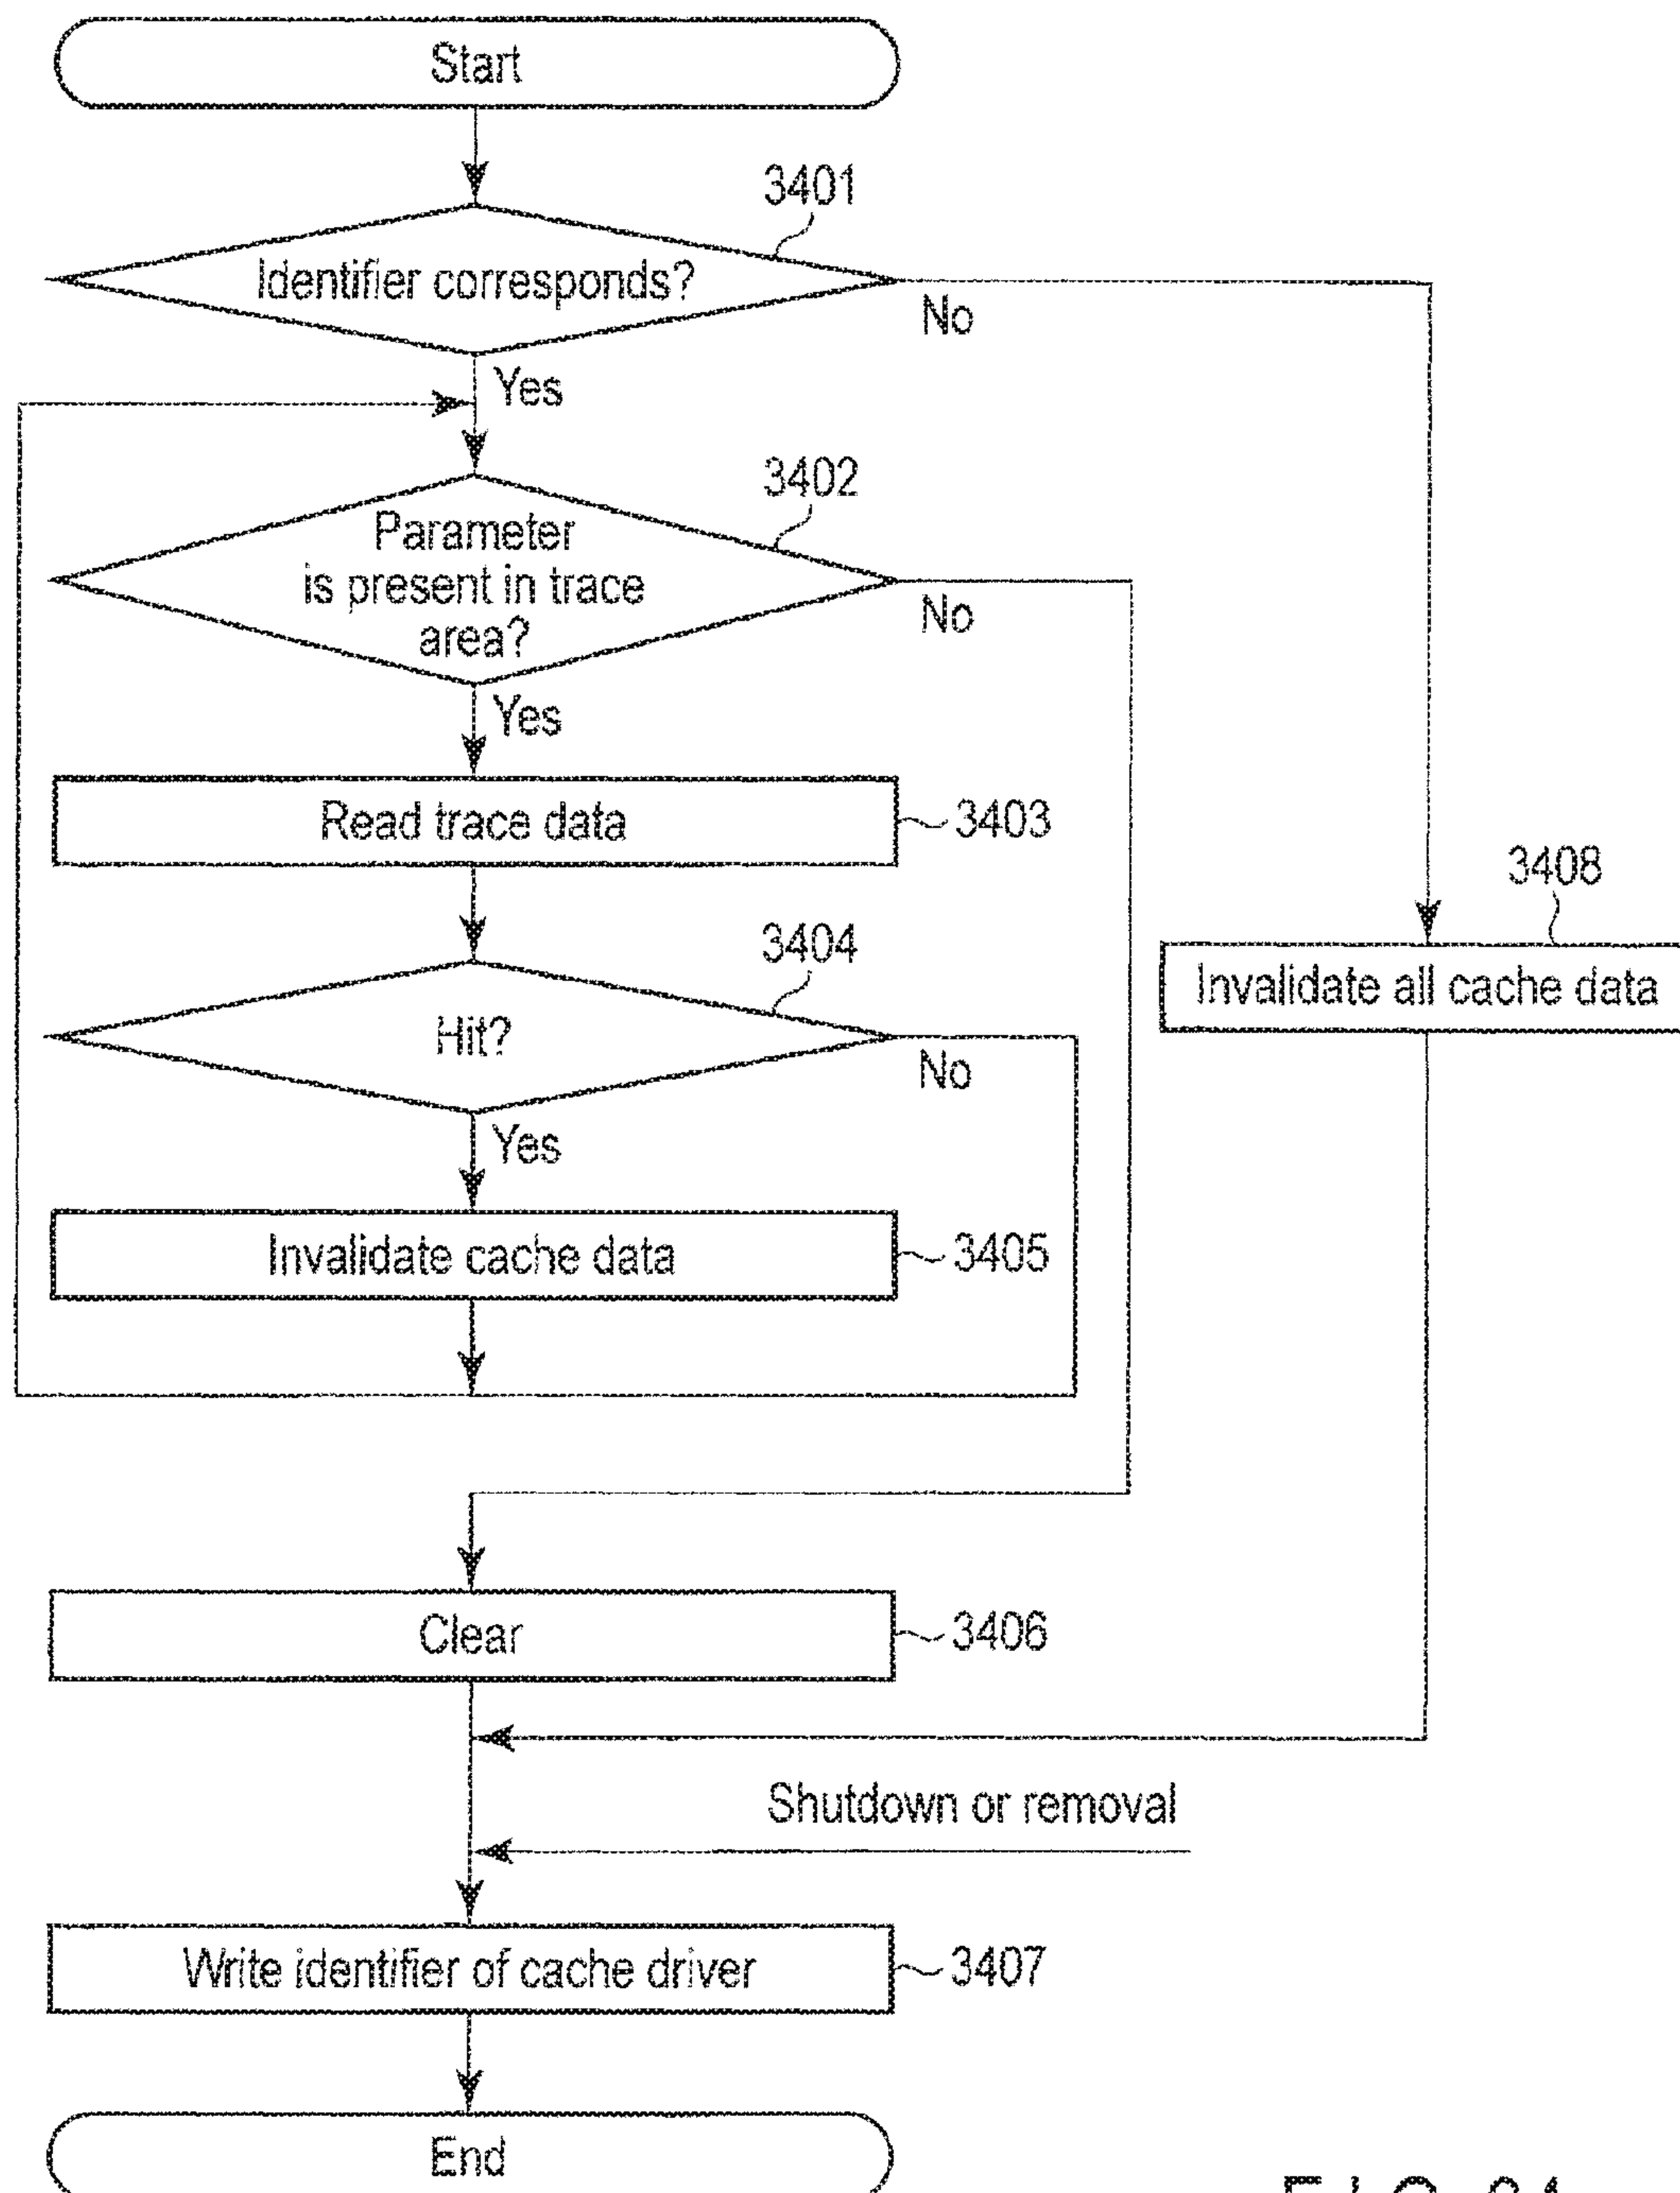 Start
3401
Identifier corresponds?
No
Yes
3402
Parameter
is present in trace
area?
No
Yes
Read trace data
3403
3404
Hit?
No
Yes
3408
Invalidate all cache data
Invalidate cache data
3405
Clear
3406
Shutdown or removal
Write identifier of cache driver
3407
End